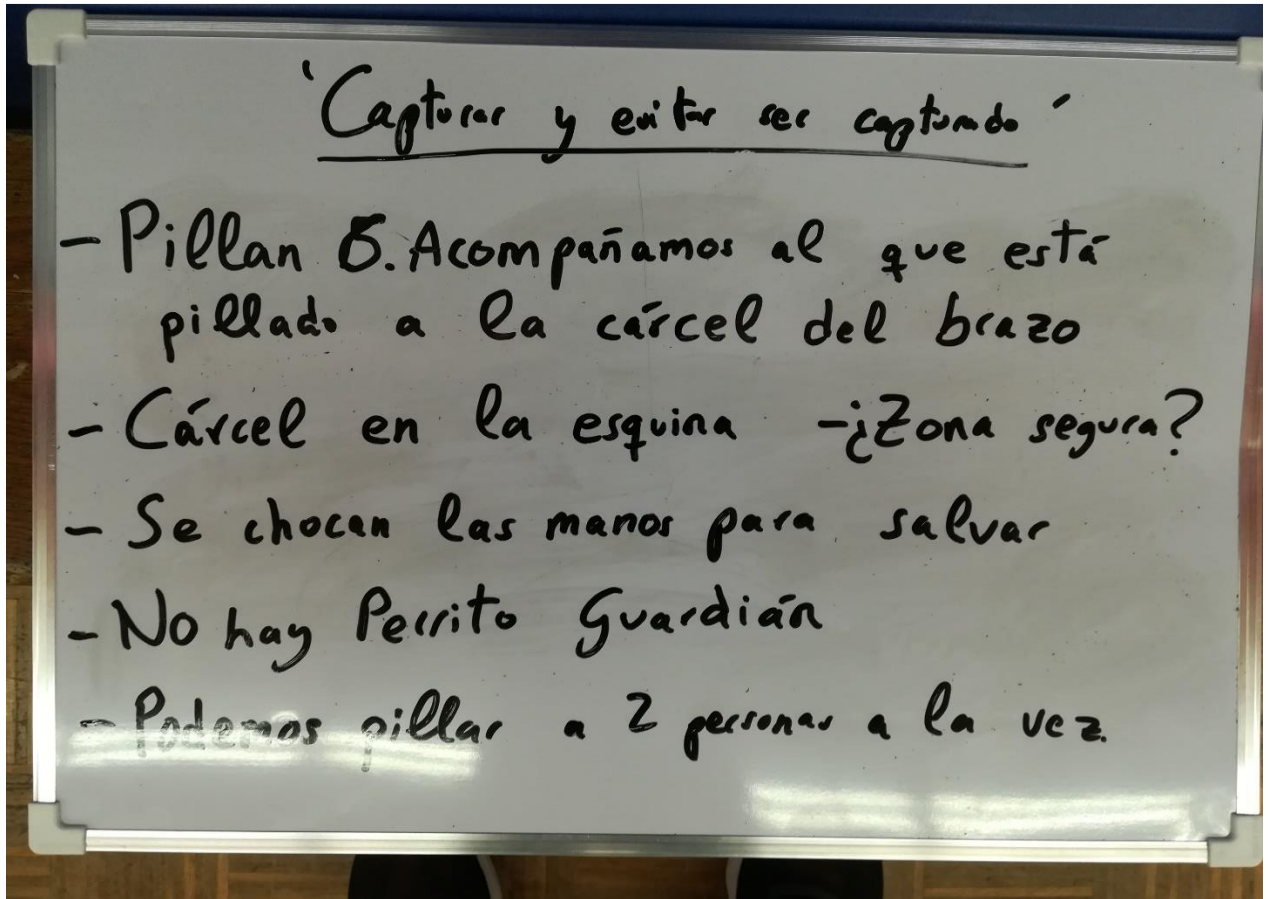 'Capturar y evitar ser capturado'
- Pillan 5. Acompañamos al que está
pillado a la cárcel del brazo
- Cárcel en la esquina - ¿Zona segura?
- Se chocan las manos para salvar
- No hay Perrito Guardián
- Podemos pillar a 2 personas a la vez.